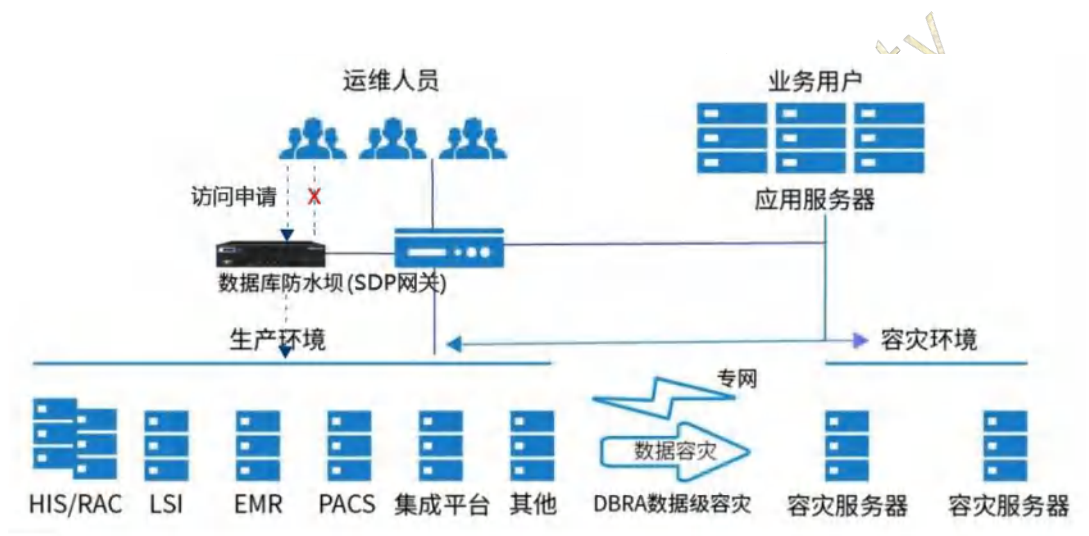 运维人员
业务用户
访问申请
X
应用服务器
数据库防水坝(SDP网关)
生产环境
容灾环境
专网
数据容灾
HIS/RAC
LSI
EMR
PACS
集成平台
其他
DBRA数据级容灾
容灾服务器
容灾服务器